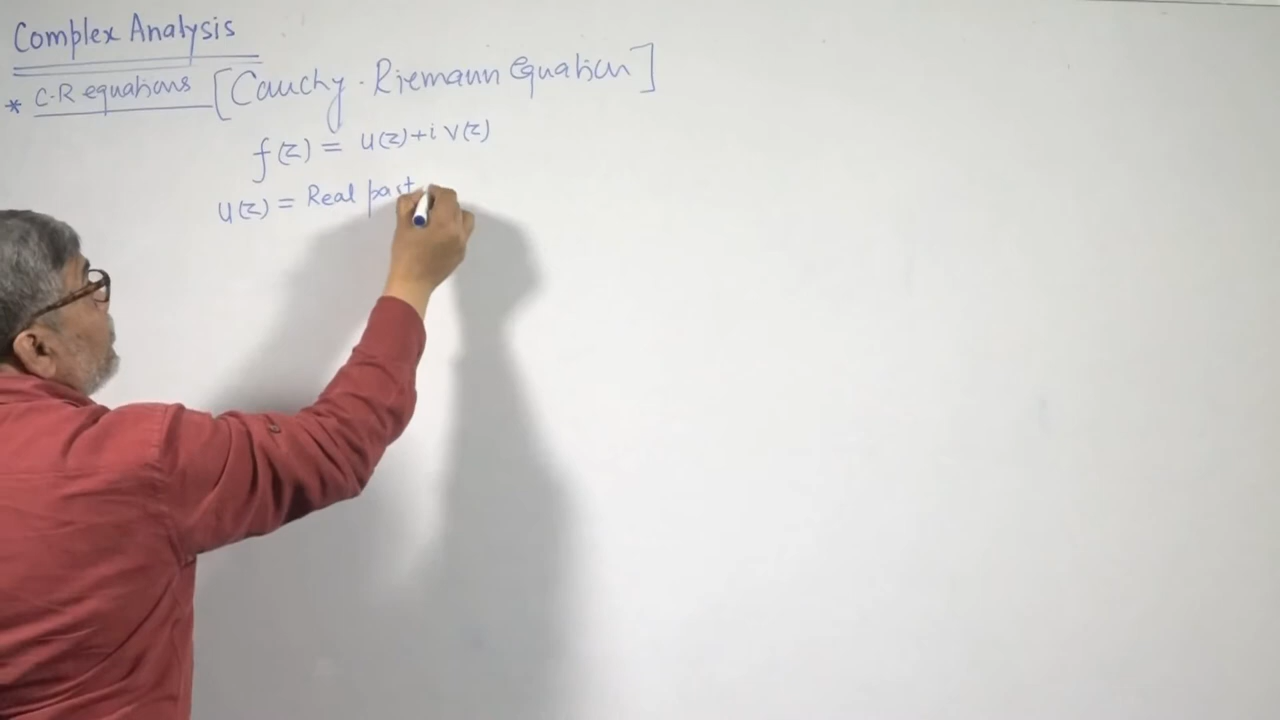 Complex Analysis
* C-R equations [Cauchy-Riemann Equation]
f(z) = u(z)+i v(z)
u(z) = Real part